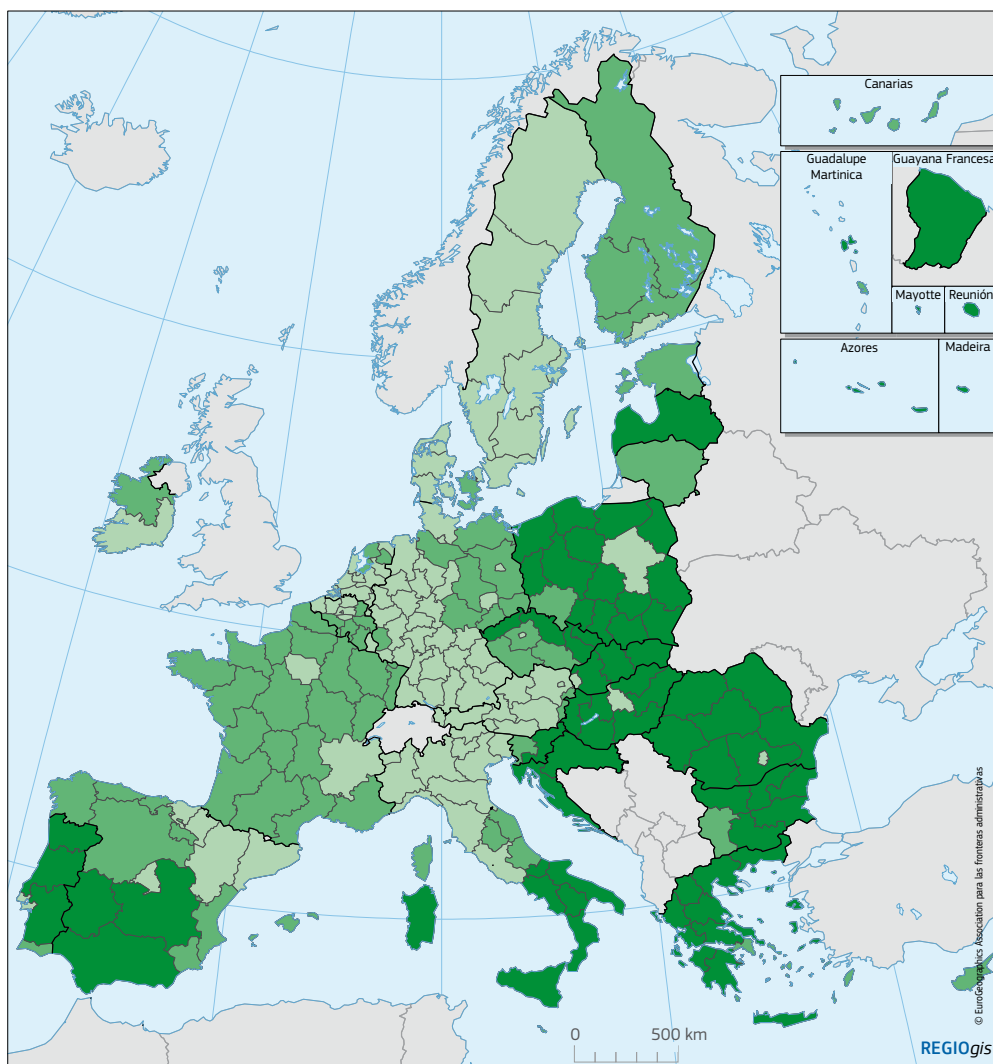 Canarias
Guadalupe
Martinica
Guayana Francesa
Mayotte
Reunión
Azores
Madeira
© EuroGeographics Association para las fronteras administrativas
0
500 km
REGIOgis